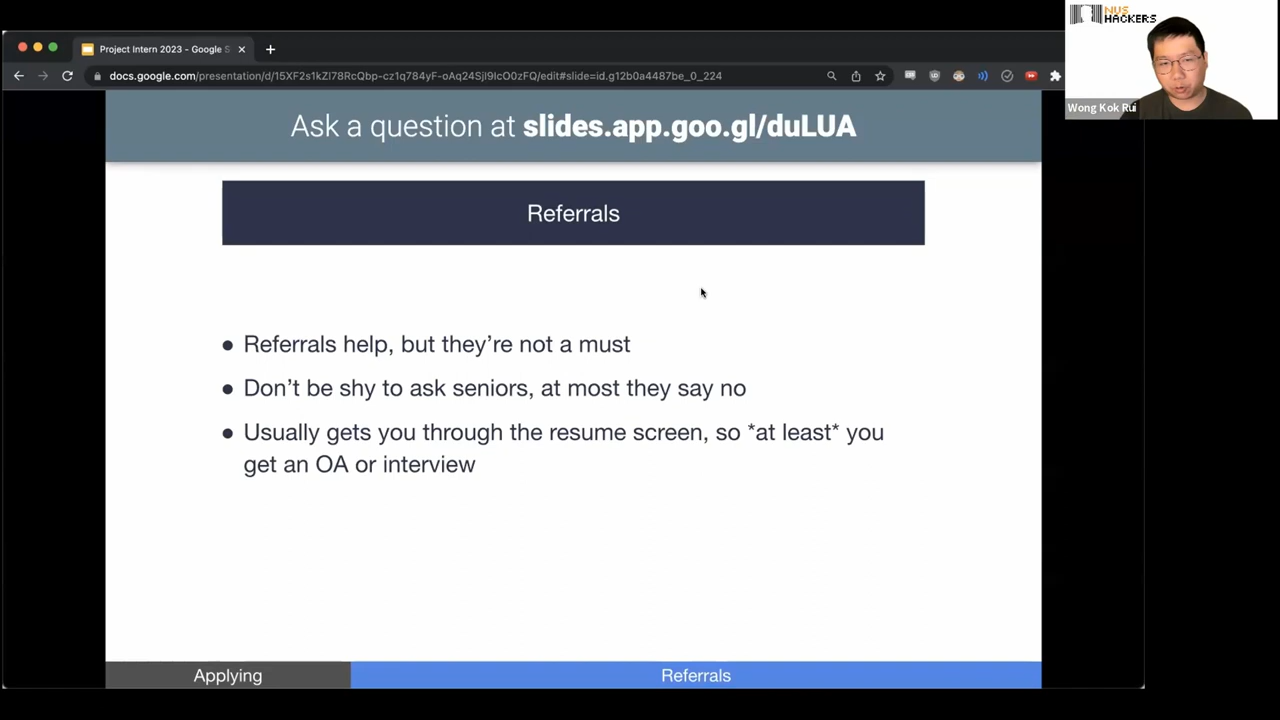 NUS
HACKERS
Project Intern 2023 - Google S
docs.google.com/presentation/d/15XF2s1kZl78RcQbp-cz1q784yF-oAq24SjI9IcO0zFQ/edit#slide=id.g12b0a4487be_0_224
Wong Kok Rui
Ask a question at slides.app.goo.gl/duLUA
Referrals
● Referrals help, but they’re not a must
● Don’t be shy to ask seniors, at most they say no
● Usually gets you through the resume screen, so *at least* you
get an OA or interview
Applying
Referrals